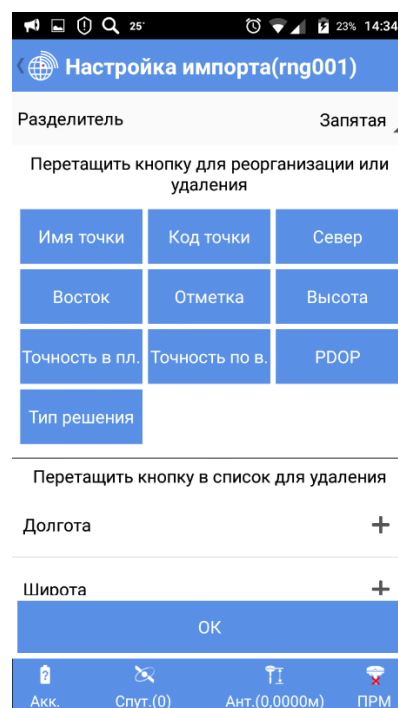 25° 23% 14:34
Настройка импорта(rng001)
Разделитель Запятая
Перетащить кнопку для реорганизации или
удаления
Имя точки Код точки Север
Восток Отметка Высота
Точность в пл. Точность по в. PDOP
Тип решения
Перетащить кнопку в список для удаления
Долгота +
Широта +
ОК
Акк. Спут.(0) Ант.(0,0000м) ПРМ